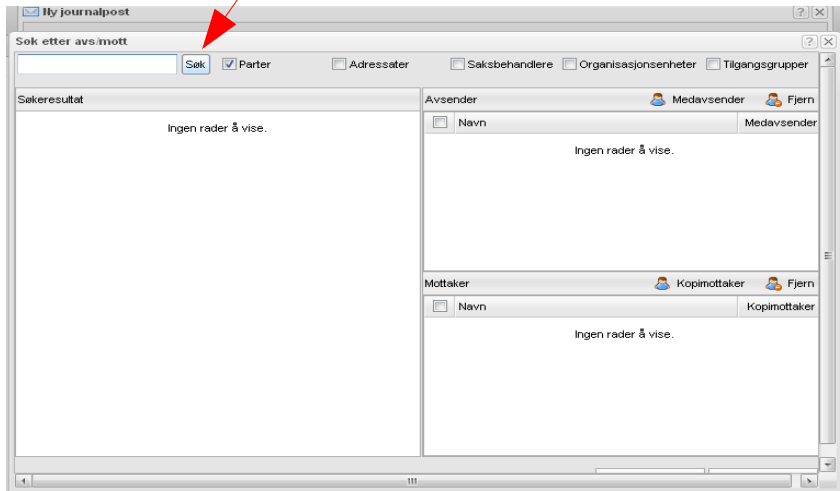 Ny journalpost
Søk etter avs/mott
Søk Parter Adressater Saksbehandlere Organisasjonsenheter Tilgangsgrupper
Søkeresultat
Ingen rader å vise.
Avsender Medavsender Fjern
Navn Medavsender
Ingen rader å vise.
Mottaker Kopimottaker Fjern
Navn Kopimottaker
Ingen rader å vise.